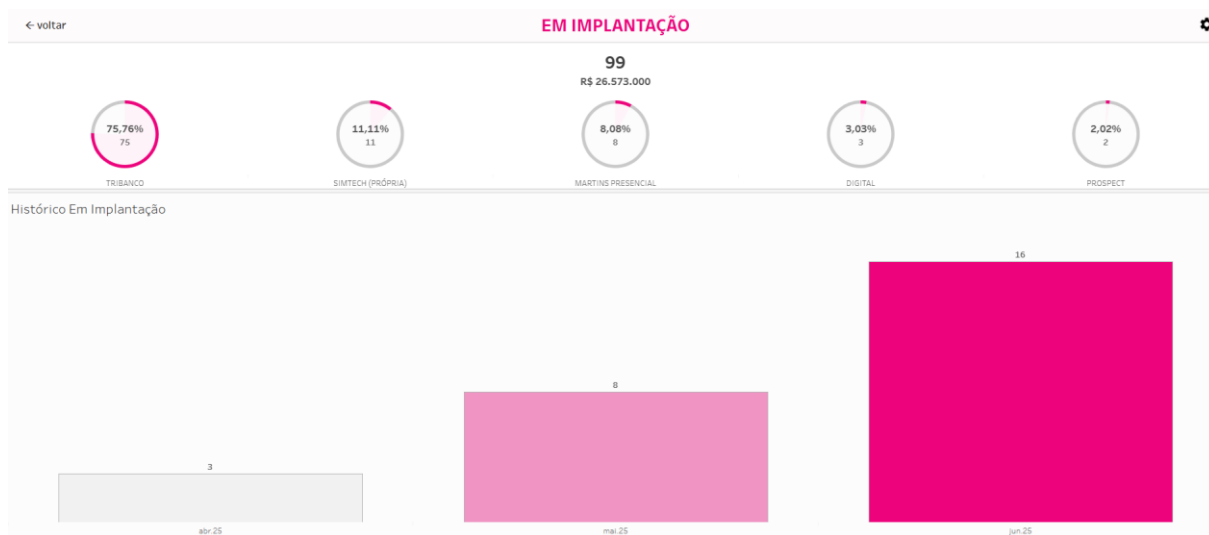 ← voltar
EM IMPLANTAÇÃO
99
R$ 26.573.000
75,76%
75
TRIBANCO
11,11%
11
SIMTECH (PRÓPRIA)
8,08%
8
MARTINS PRESENCIAL
3,03%
3
DIGITAL
2,02%
2
PROSPECT
Histórico Em Implantação
3
8
16
abr.25
mai.25
jun.25